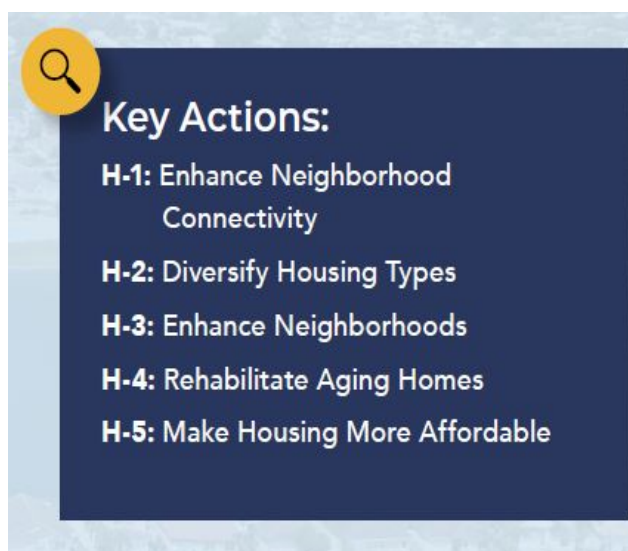 Key Actions:
H-1: Enhance Neighborhood
Connectivity
H-2: Diversify Housing Types
H-3: Enhance Neighborhoods
H-4: Rehabilitate Aging Homes
H-5: Make Housing More Affordable